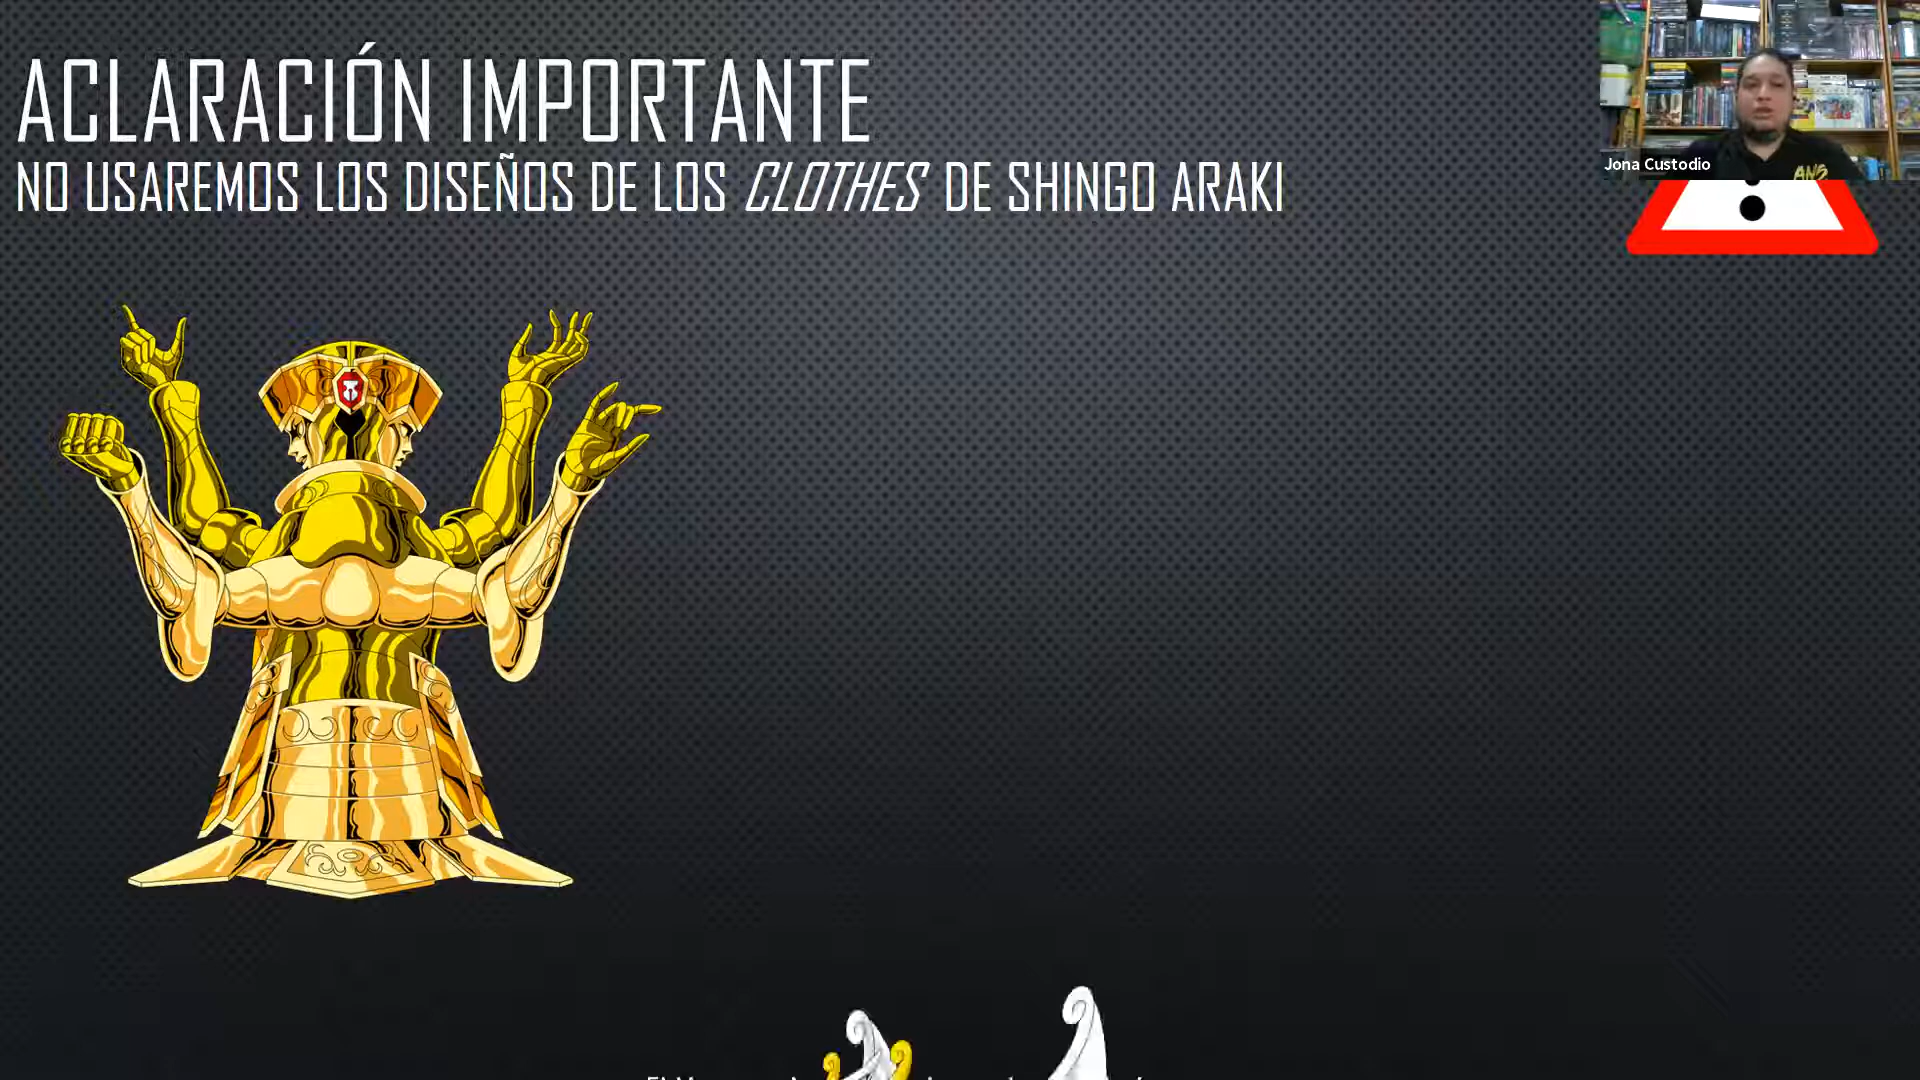 ACLARACIÓN IMPORTANTE
NO USAREMOS LOS DISEÑOS DE LOS CLOTHES DE SHINGO ARAKI
Jona Custodio